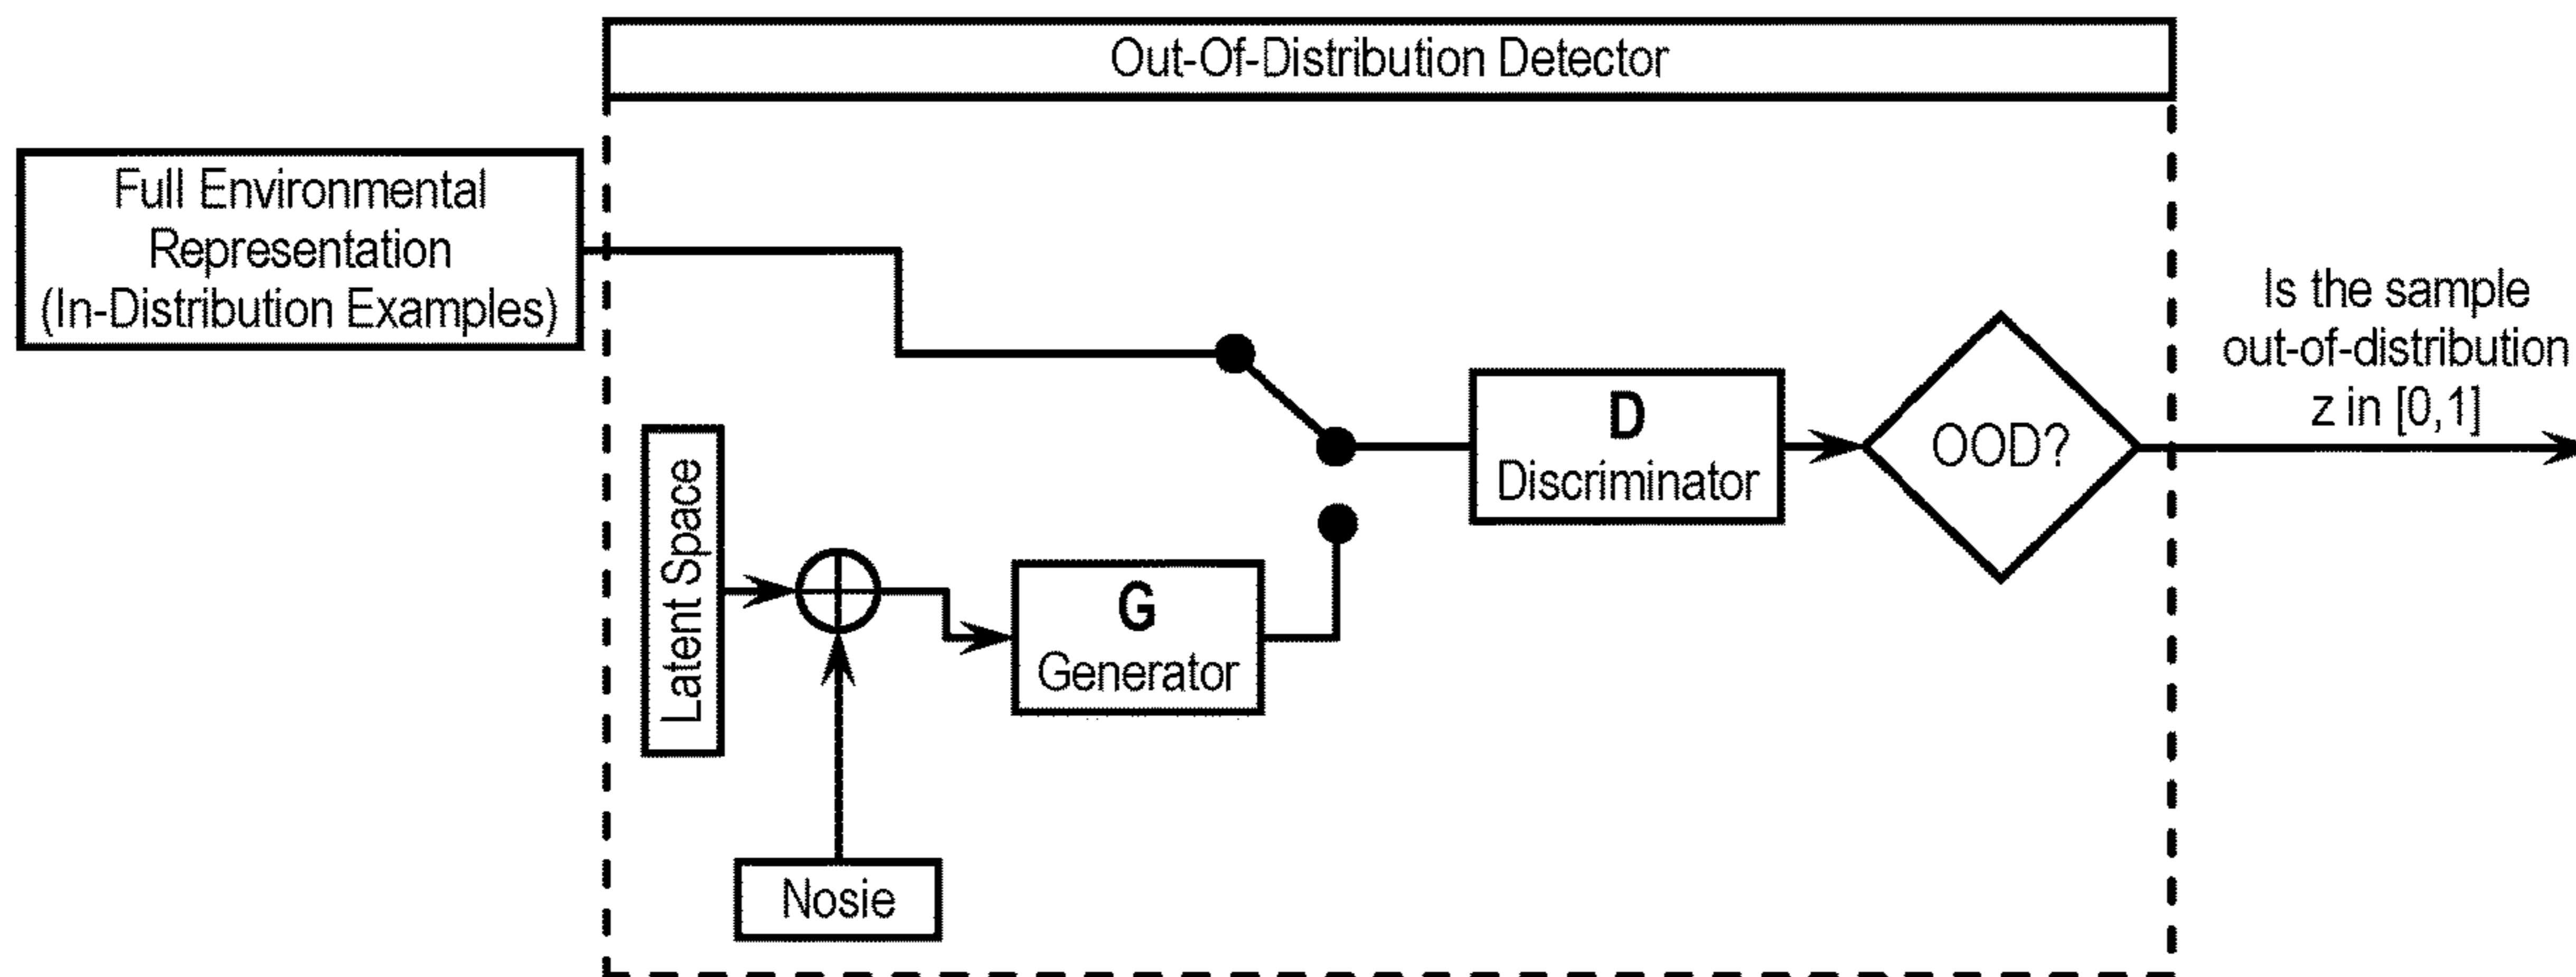 Out-Of-Distribution Detector
Full Environmental
Representation
(In-Distribution Examples)
Is the sample
out-of-distribution
z in [0,1]
D
Discriminator
OOD?
Latent Space
G
Generator
Nosie